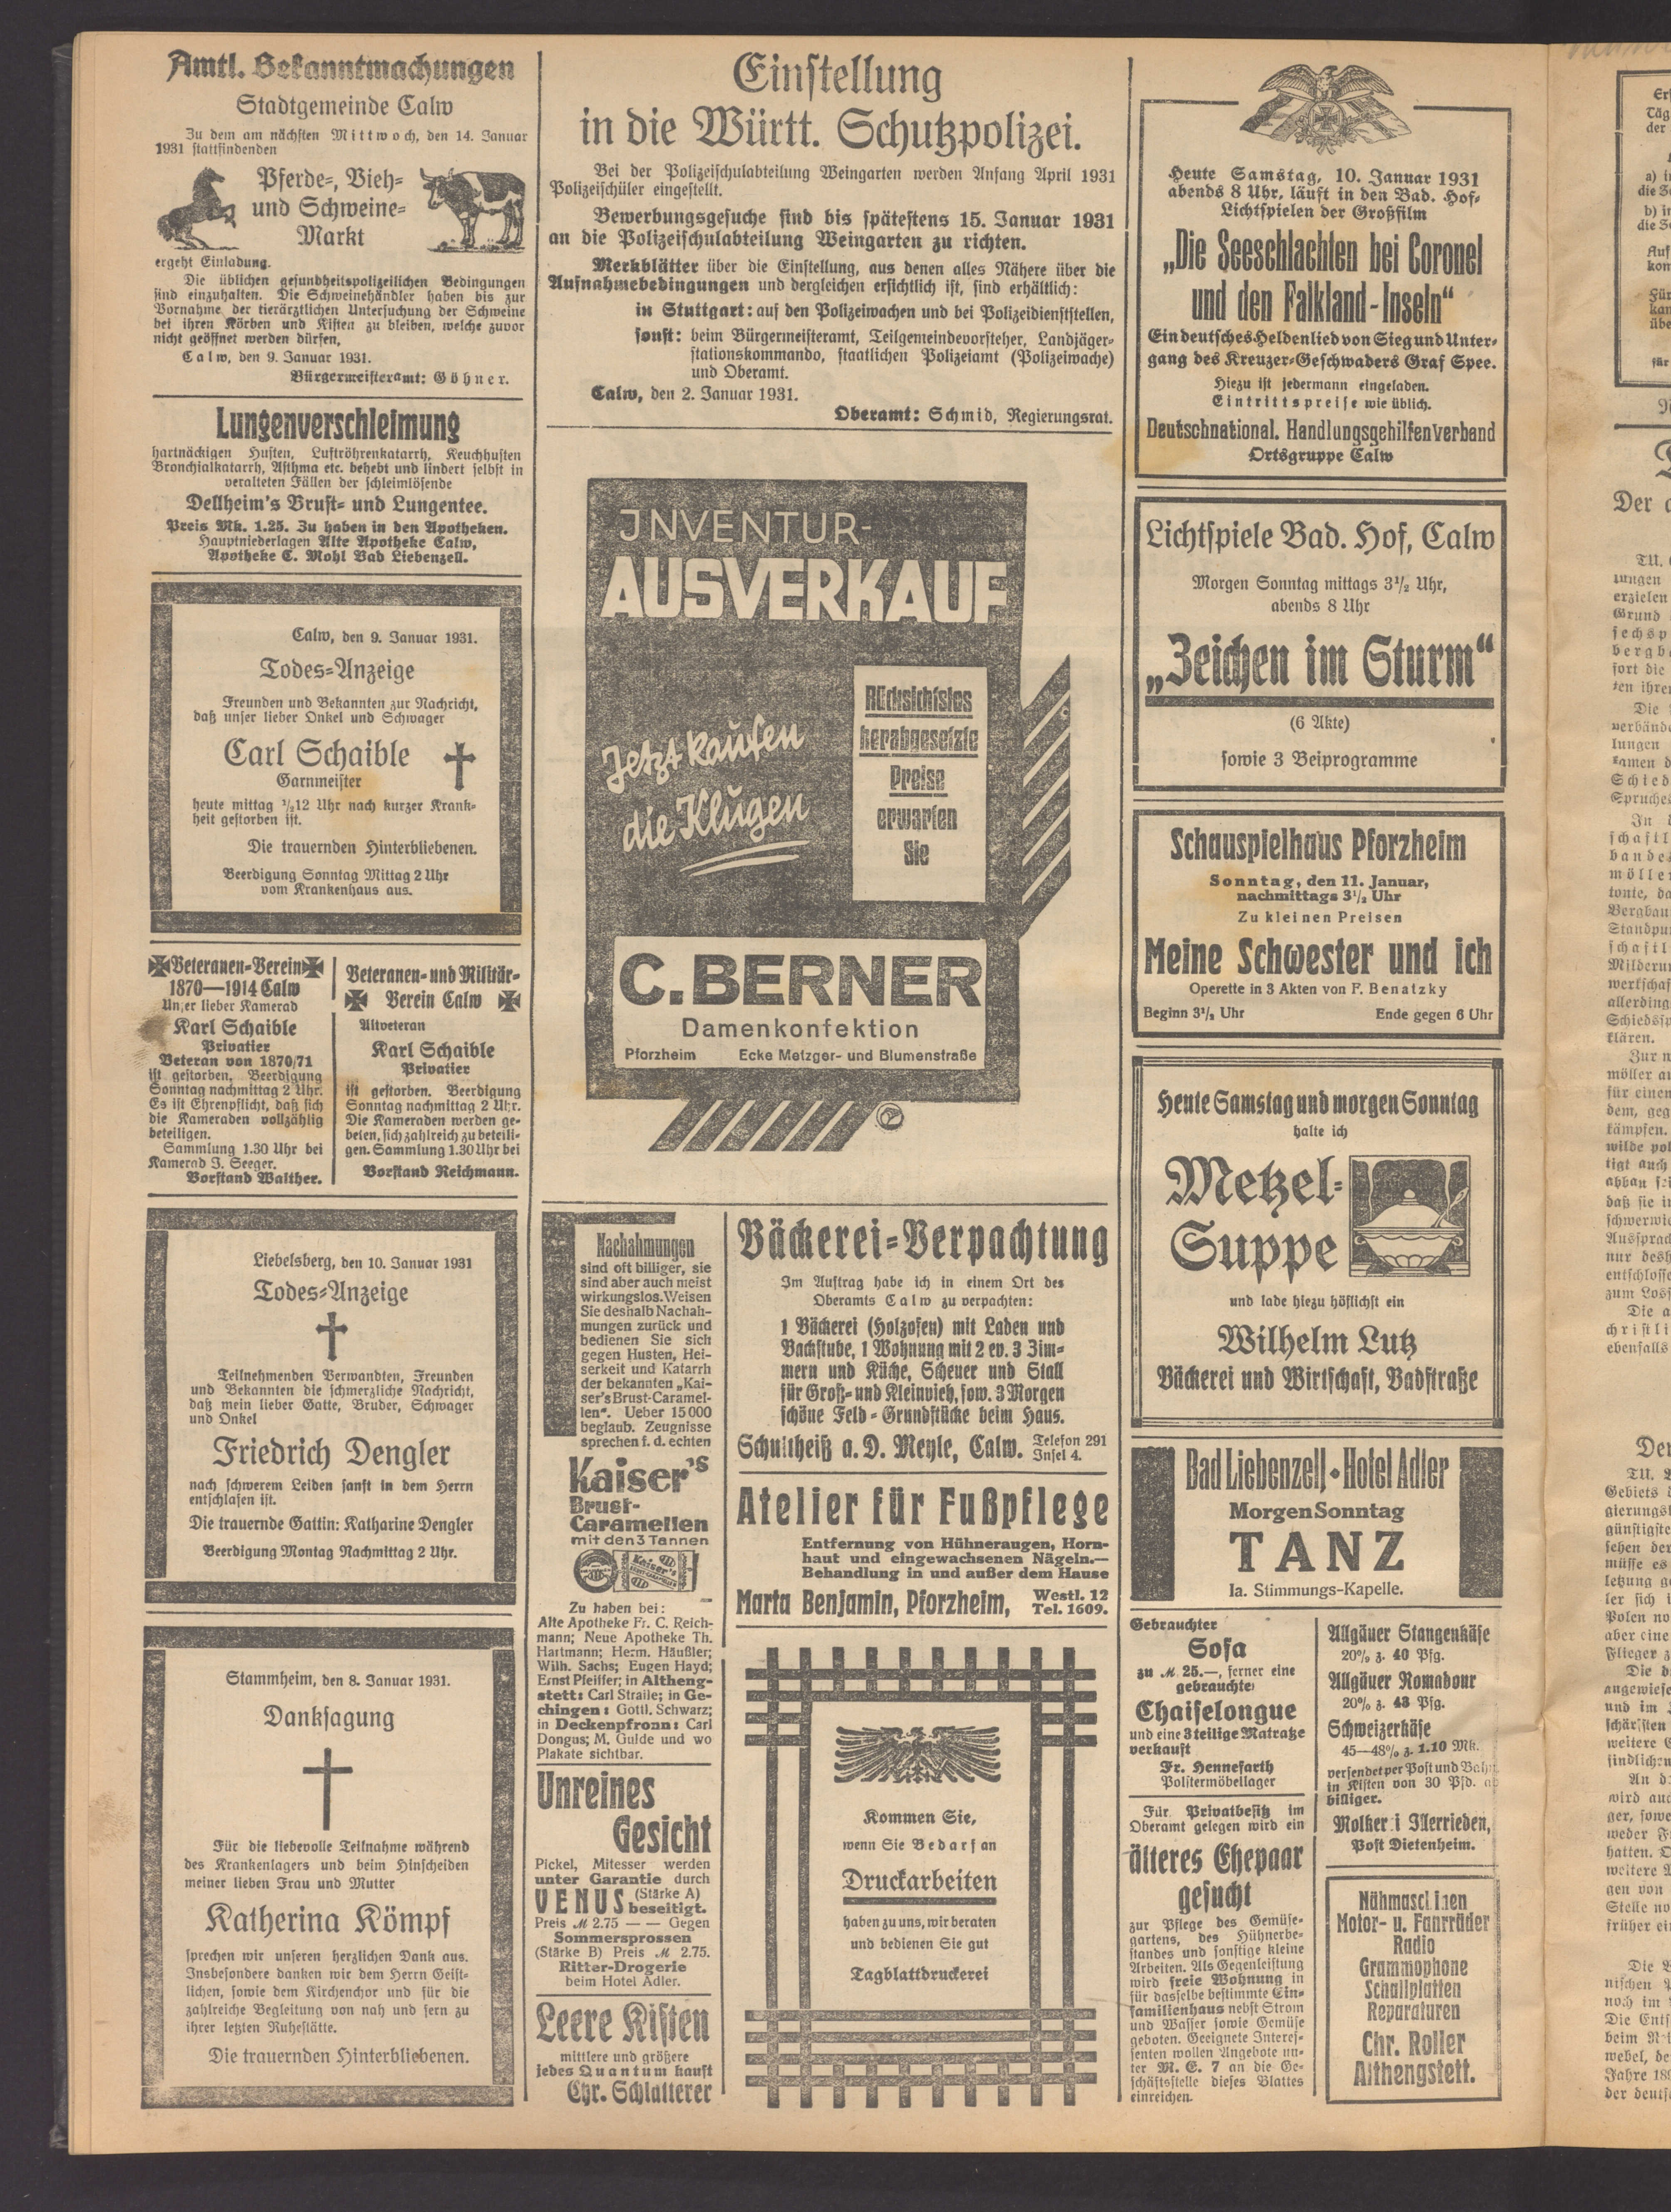 Amtl. Bekanntmachungen
Stadtgemeinde Calw
Zu dem am nächsten Mittwoch, den 14. Januar
1931 stattfindenden
Pferde-, Vieh-
und Schweine-
Markt
ergeht Einladung.
Die üblichen gesundheitspolizeilichen Bedingungen
sind einzuhalten. Die Schweinehändler haben bis zur
Vornahme der tierärztlichen Untersuchung der Schweine
bei ihren Körben und Kisten zu bleiben, welche zuvor
nicht geöffnet werden dürfen.
Calw, den 9. Januar 1931.
Bürgermeisteramt: Göhner.
Lungenverschleimung
hartnäckigen Husten, Luftröhrenkatarrh, Keuchhusten
Bronchialkatarrh, Asthma etc. behebt und lindert selbst in
veralteten Fällen der schleimlösende
Dellheim's Brust- und Lungentee.
Preis Mk. 1.25. Zu haben in den Apotheken.
Hauptniederlagen Alte Apotheke Calw,
Apotheke C. Mohl Bad Liebenzell.
Calw, den 9. Januar 1931.
Todes-Anzeige
Freunden und Bekannten zur Nachricht,
daß unser lieber Onkel und Schwager
Carl Schaible
Garnmeister
heute mittag 1/2 12 Uhr nach kurzer Krank-
heit gestorben ist.
Die trauernden Hinterbliebenen.
Beerdigung Sonntag Mittag 2 Uhr
vom Krankenhaus aus.
Veteranen-Verein
1870—1914 Calw
Unser lieber Kamerad
Karl Schaible
Privatier
Veteran von 1870/71
ist gestorben. Beerdigung
Sonntag nachmittag 2 Uhr.
Es ist Ehrenpflicht, daß sich
die Kameraden vollzählig
beteiligen.
Sammlung 1.30 Uhr bei
Kamerad J. Seeger.
Vorstand Walther.
Veteranen- und Militär-
Verein Calw
Altveteran
Karl Schaible
Privatier
ist gestorben. Beerdigung
Sonntag nachmittag 2 Uhr.
Die Kameraden werden ge-
beten, sich zahlreich zu beteili-
gen. Sammlung 1.30 Uhr bei
Vorstand Reichmann.
Liebelsberg, den 10. Januar 1931
Todes-Anzeige
Teilnehmenden Verwandten, Freunden
und Bekannten die schmerzliche Nachricht,
daß mein lieber Gatte, Bruder, Schwager
und Onkel
Friedrich Dengler
nach schwerem Leiden sanft in dem Herrn
entschlafen ist.
Die trauernde Gattin: Katharine Dengler
Beerdigung Montag Nachmittag 2 Uhr.
Stammheim, den 8. Januar 1931.
Danksagung
Für die liebevolle Teilnahme während
des Krankenlagers und beim Hinscheiden
meiner lieben Frau und Mutter
Katherina Kömpf
sprechen wir unseren herzlichen Dank aus.
Insbesondere danken wir dem Herrn Geist-
lichen, sowie dem Kirchenchor und für die
zahlreiche Begleitung von nah und fern zu
ihrer letzten Ruhestätte.
Die trauernden Hinterbliebenen.
Einstellung
in die Württ. Schutzpolizei.
Bei der Polizeischulabteilung Weingarten werden Anfang April 1931
Polizeischüler eingestellt.
Bewerbungsgesuche sind bis spätestens 15. Januar 1931
an die Polizeischulabteilung Weingarten zu richten.
Merkblätter über die Einstellung, aus denen alles Nähere über die
Aufnahmebedingungen und dergleichen ersichtlich ist, sind erhältlich:
in Stuttgart: auf den Polizeiwachen und bei Polizeidienststellen,
sonst: beim Bürgermeisteramt, Teilgemeindevorsteher, Landjäger-
stationskommando, staatlichen Polizeiamt (Polizeiwache)
und Oberamt.
Calw, den 2. Januar 1931.
Oberamt: Schmid, Regierungsrat.
JNVENTUR-
AUSVERKAUF
Jetzt kaufen
die Klugen
Rücksichtslos
herabgesetzte
Preise
erwarten
Sie
C. BERNER
Damenkonfektion
Pforzheim Ecke Metzger- und Blumenstraße
Nachahmungen
sind oft billiger, sie
sind aber auch meist
wirkungslos. Weisen
Sie deshalb Nachah-
mungen zurück und
bedienen Sie sich
gegen Husten, Hei-
serkeit und Katarrh
der bekannten „Kai-
ser's Brust-Caramel-
len“. Ueber 15000
beglaub. Zeugnisse
sprechen f. d. echten
Kaiser's
Brust-
Caramellen
mit den 3 Tannen
Kaiser's
Zu haben bei:
Alte Apotheke Fr. C. Reich-
mann; Neue Apotheke Th.
Hartmann; Herm. Häußler;
Wilh. Sachs; Eugen Hayd;
Ernst Pfeiffer; in Altheng-
stett: Carl Straile; in Ge-
chingen: Gottl. Schwarz;
in Deckenpfronn: Carl
Dongus; M. Gulde und wo
Plakate sichtbar.
Unreines
Gesicht
Pickel, Mitesser werden
unter Garantie durch
VENUS (Stärke A) beseitigt.
Preis M 2.75 — — Gegen
Sommersprossen
(Stärke B) Preis M 2.75.
Ritter-Drogerie
beim Hotel Adler.
Leere Kisten
mittlere und größere
jedes Quantum kauft
Chr. Schlatterer
Bäckerei-Verpachtung
Im Auftrag habe ich in einem Ort des
Oberamts Calw zu verpachten:
1 Bäckerei (Holzofen) mit Laden und
Backstube, 1 Wohnung mit 2 ev. 3 Zim-
mern und Küche, Scheuer und Stall
für Groß- und Kleinvieh, sow. 3 Morgen
schöne Feld-Grundstücke beim Haus.
Schultheiß a. D. Meyle, Calw. Telefon 291
Insel 4.
Atelier für Fußpflege
Entfernung von Hühneraugen, Horn-
haut und eingewachsenen Nägeln.—
Behandlung in und außer dem Hause
Marta Benjamin, Pforzheim, Westl. 12
Tel. 1609.
Kommen Sie,
wenn Sie Bedarf an
Druckarbeiten
haben zu uns, wir beraten
und bedienen Sie gut
Tagblattdruckerei
Heute Samstag, 10. Januar 1931
abends 8 Uhr, läuft in den Bad. Hof-
Lichtspielen der Großfilm
„Die Seeschlachten bei Coronel
und den Falkland-Inseln“
Ein deutsches Heldenlied von Sieg und Unter-
gang des Kreuzer-Geschwaders Graf Spee.
Hiezu ist jedermann eingeladen.
Eintrittspreise wie üblich.
Deutschnational. Handlungsgehilfenverband
Ortsgruppe Calw
Lichtspiele Bad. Hof, Calw
Morgen Sonntag mittags 3 1/2 Uhr,
abends 8 Uhr
„Zeichen im Sturm“
(6 Akte)
sowie 3 Beiprogramme
Schauspielhaus Pforzheim
Sonntag, den 11. Januar,
nachmittags 3 1/2 Uhr
Zu kleinen Preisen
Meine Schwester und ich
Operette in 3 Akten von F. Benatzky
Beginn 3 1/2 Uhr Ende gegen 6 Uhr
Heute Samstag und morgen Sonntag
halte ich
Metzel-
Suppe
und lade hiezu höflichst ein
Wilhelm Lutz
Bäckerei und Wirtschaft, Badstraße
Bad Liebenzell • Hotel Adler
Morgen Sonntag
TANZ
Ia. Stimmungs-Kapelle.
Gebrauchter
Sofa
zu M 25.—, ferner eine
gebrauchte
Chaiselongue
und eine 3teilige Matratze
verkauft
Fr. Hennefarth
Polstermöbellager
Für Privatbesitz im
Oberamt gelegen wird ein
älteres Ehepaar
gesucht
zur Pflege des Gemüse-
gartens, des Hühnerbe-
standes und sonstige kleine
Arbeiten. Als Gegenleistung
wird freie Wohnung in
für dasselbe bestimmte Ein-
familienhaus nebst Strom
und Wasser sowie Gemüse
geboten. Geeignete Interes-
senten wollen Angebote un-
ter M. E. 7 an die Ge-
schäftsstelle dieses Blattes
einreichen.
Allgäuer Stangenkäse
20% z. 40 Pfg.
Allgäuer Romadour
20% z. 43 Pfg.
Schweizerkäse
45—48% z. 1.10 Mk.
versendet per Post und Bahn
in Kisten von 30 Pfd. ab
billiger.
Molkerei Illerrieden,
Post Dietenheim.
Nähmaschinen
Motor- u. Fahrräder
Radio
Grammophone
Schallplatten
Reparaturen
Chr. Roller
Althengstett.